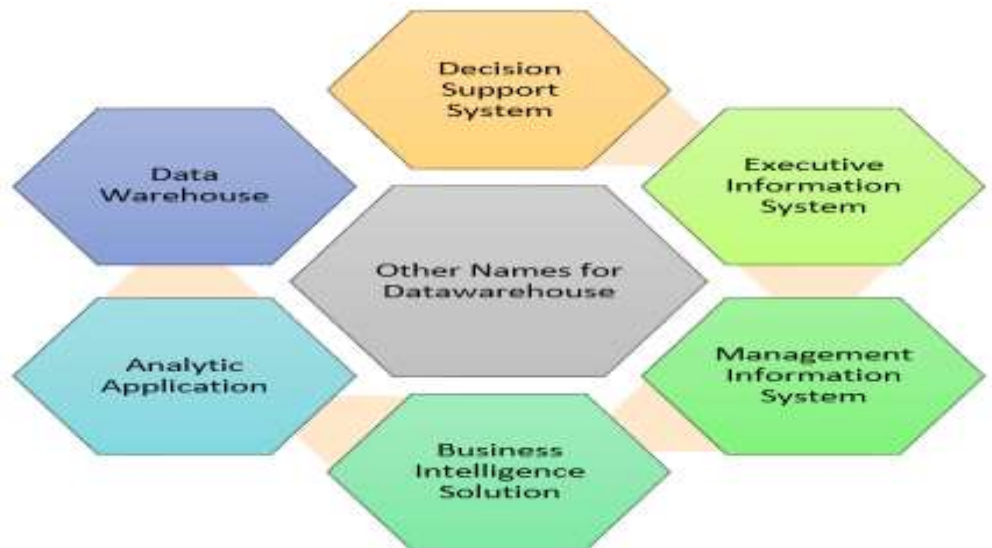 Decision
Support
System
Executive
Information
System
Management
Information
System
Business
Intelligence
Solution
Analytic
Application
Data
Warehouse
Other Names for
Datawarehouse